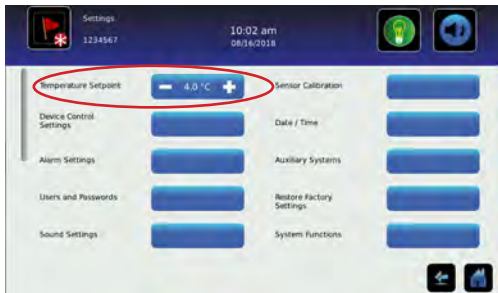 Settings
1234567
10:02 am
08/16/2018
Temperature Setpoint
4.0 °C
Sensor Calibration
Device Control
Settings
Date / Time
Alarm Settings
Auxiliary Systems
Users and Passwords
Restore Factory
Settings
Sound Settings
System Functions